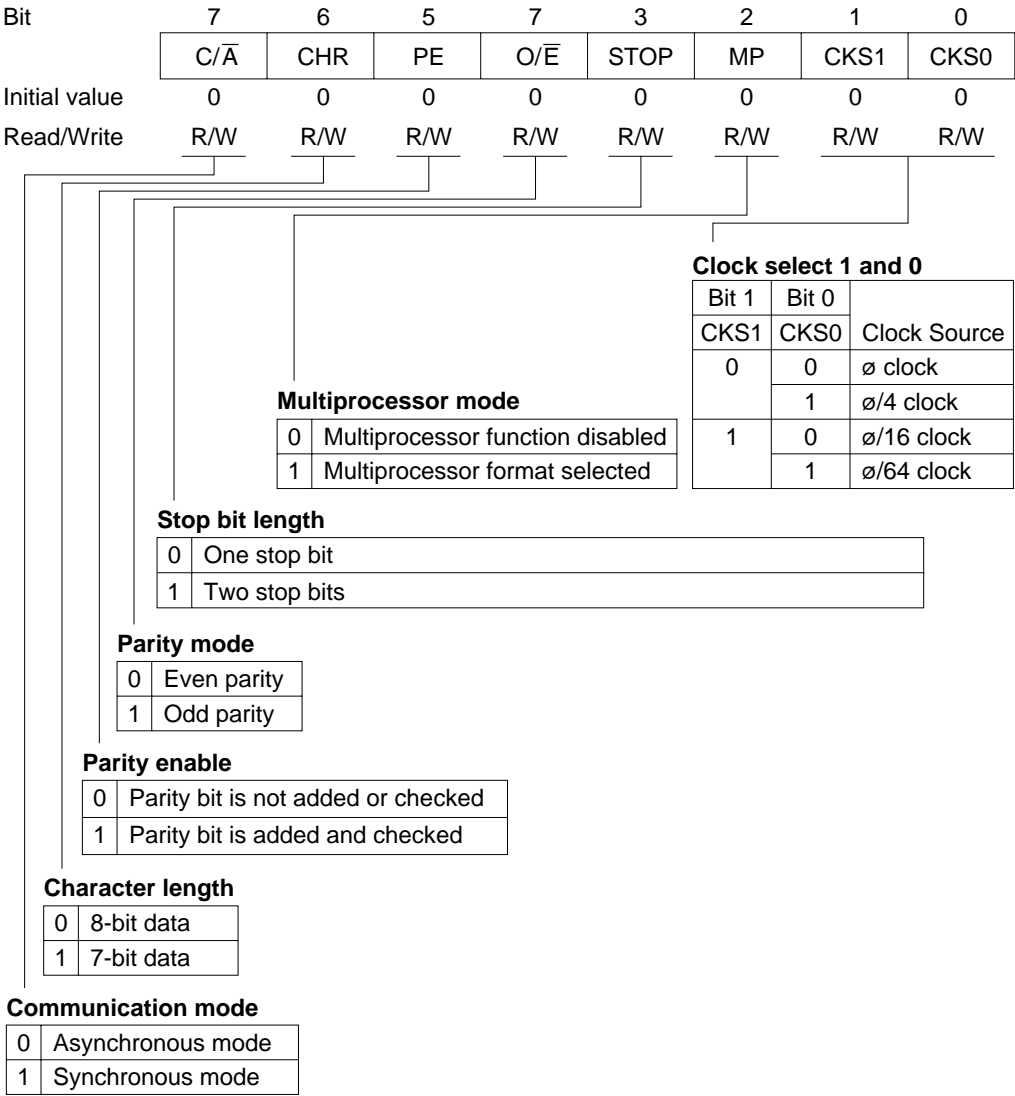 Bit 7 6 5 7 3 2 1 0
C/A̅ CHR PE O/E̅ STOP MP CKS1 CKS0
Initial value 0 0 0 0 0 0 0 0
Read/Write R/W R/W R/W R/W R/W R/W R/W R/W
Clock select 1 and 0
Bit 1 Bit 0
CKS1 CKS0 Clock Source
0 0 ø clock
1 ø/4 clock
1 0 ø/16 clock
1 ø/64 clock
Multiprocessor mode
0 Multiprocessor function disabled
1 Multiprocessor format selected
Stop bit length
0 One stop bit
1 Two stop bits
Parity mode
0 Even parity
1 Odd parity
Parity enable
0 Parity bit is not added or checked
1 Parity bit is added and checked
Character length
0 8-bit data
1 7-bit data
Communication mode
0 Asynchronous mode
1 Synchronous mode